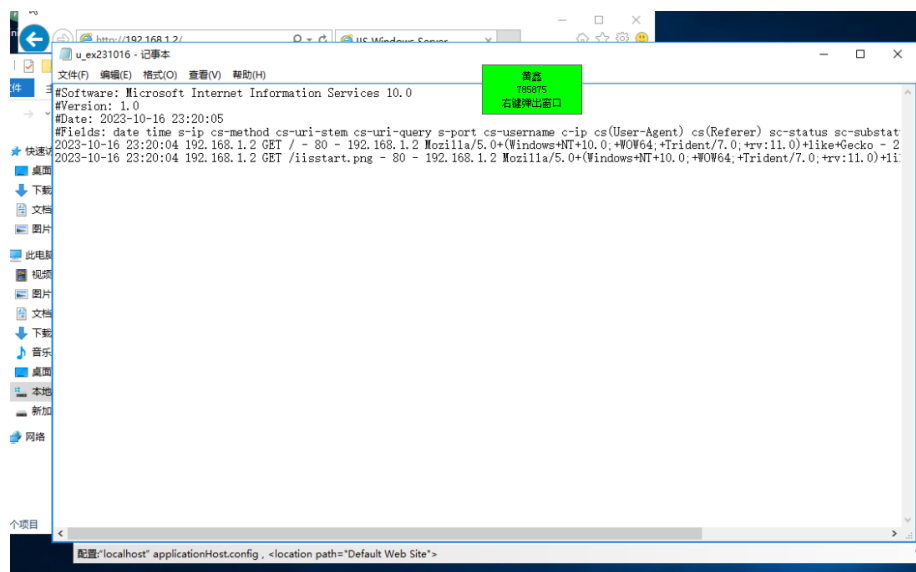 http://192.168.1.2/
IIS Windows Server
u_ex231016 - 记事本
文件(F) 编辑(E) 格式(O) 查看(V) 帮助(H)
黄鑫
785875
右键弹出窗口
#Software: Microsoft Internet Information Services 10.0
#Version: 1.0
#Date: 2023-10-16 23:20:05
#Fields: date time s-ip cs-method cs-uri-stem cs-uri-query s-port cs-username c-ip cs(User-Agent) cs(Referer) sc-status sc-substat
2023-10-16 23:20:04 192.168.1.2 GET / - 80 - 192.168.1.2 Mozilla/5.0+(Windows+NT+10.0;+WOW64;+Trident/7.0;+rv:11.0)+like+Gecko - 2
2023-10-16 23:20:04 192.168.1.2 GET /iisstart.png - 80 - 192.168.1.2 Mozilla/5.0+(Windows+NT+10.0;+WOW64;+Trident/7.0;+rv:11.0)+li
快速
桌面
下载
文档
图片
此电脑
视频
图片
文档
下载
音乐
桌面
本地
新加
网络
个项目
配置:"localhost" applicationHost.config , <location path="Default Web Site">